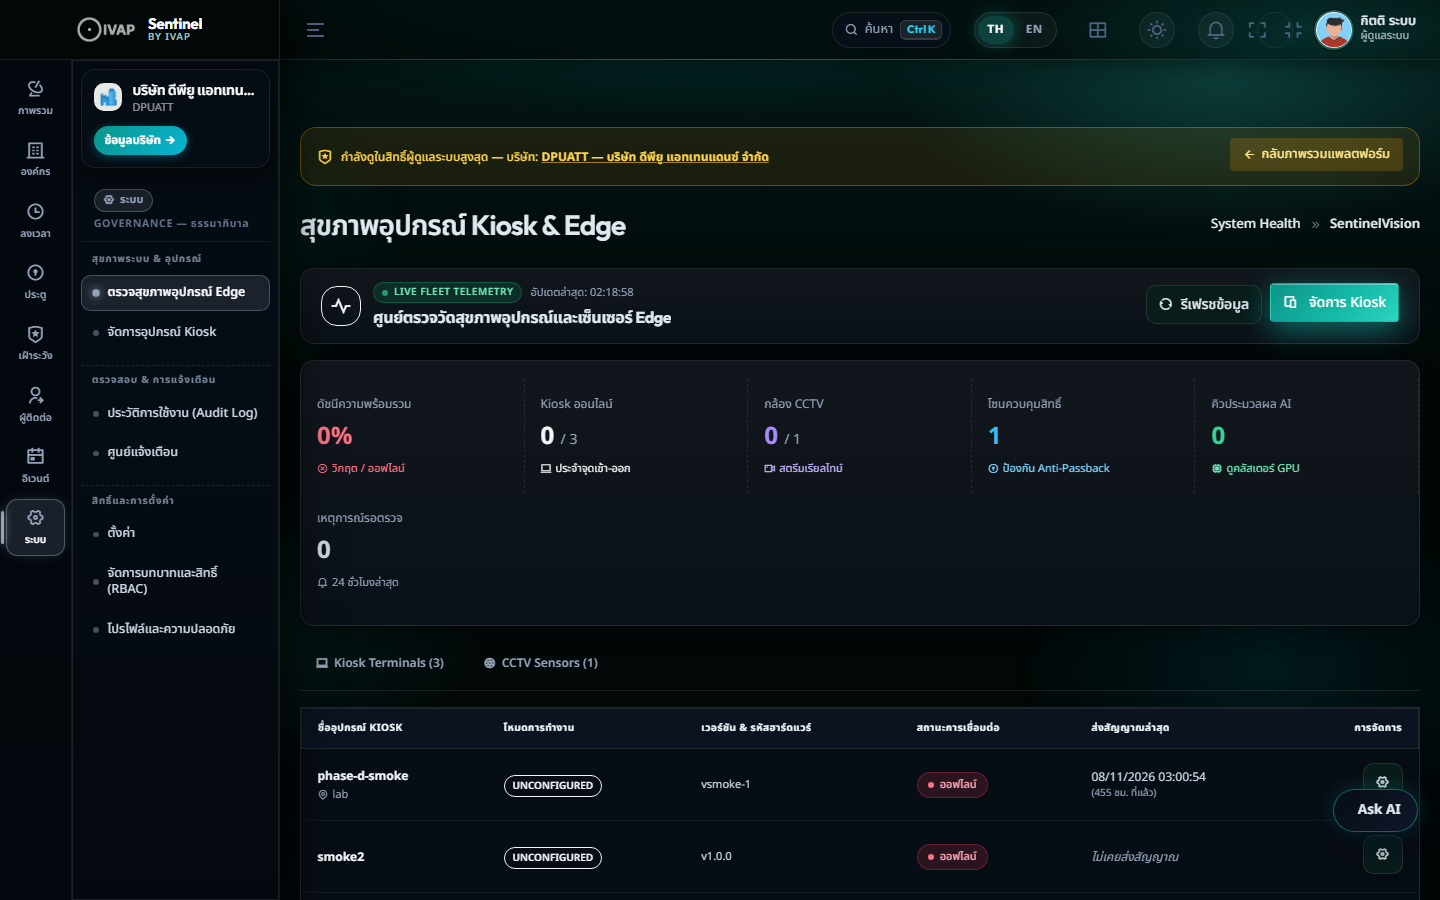 IVAP
Sentinel
BY IVAP
ค้นหา
Ctrl K
TH
EN
กิตติ ระบบ
ผู้ดูแลระบบ
ภาพรวม
องค์กร
ลงเวลา
ประตู
เฝ้าระวัง
ผู้ติดต่อ
อีเวนต์
ระบบ
บริษัท ดีพียู แอทเทน...
DPUATT
ข้อมูลบริษัท →
ระบบ
GOVERNANCE — ธรรมาภิบาล
สุขภาพระบบ & อุปกรณ์
ตรวจสุขภาพอุปกรณ์ Edge
จัดการอุปกรณ์ Kiosk
ตรวจสอบ & การแจ้งเตือน
ประวัติการใช้งาน (Audit Log)
ศูนย์แจ้งเตือน
สิทธิ์และการตั้งค่า
ตั้งค่า
จัดการบทบาทและสิทธิ์
(RBAC)
โปรไฟล์และความปลอดภัย
กำลังดูในสิทธิ์ผู้ดูแลระบบสูงสุด — บริษัท: DPUATT — บริษัท ดีพียู แอทเทนแดนซ์ จำกัด
← กลับภาพรวมแพลตฟอร์ม
สุขภาพอุปกรณ์ Kiosk & Edge
System Health » SentinelVision
LIVE FLEET TELEMETRY
อัปเดตล่าสุด: 02:18:58
ศูนย์ตรวจวัดสุขภาพอุปกรณ์และเซ็นเซอร์ Edge
รีเฟรชข้อมูล
จัดการ Kiosk
ดัชนีความพร้อมรวม
0%
วิกฤต / ออฟไลน์
Kiosk ออนไลน์
0 / 3
ประจำจุดเข้า-ออก
กล้อง CCTV
0 / 1
สตรีมเรียลไทม์
โซนควบคุมสิทธิ์
1
ป้องกัน Anti-Passback
คิวประมวลผล AI
0
ดูคลัสเตอร์ GPU
เหตุการณ์รอตรวจ
0
24 ชั่วโมงล่าสุด
Kiosk Terminals (3)
CCTV Sensors (1)
ชื่ออุปกรณ์ KIOSK
โหมดการทำงาน
เวอร์ชัน & รหัสฮาร์ดแวร์
สถานะการเชื่อมต่อ
ส่งสัญญาณล่าสุด
การจัดการ
phase-d-smoke
lab
UNCONFIGURED
vsmoke-1
ออฟไลน์
08/11/2026 03:00:54
(455 ชม. ที่แล้ว)
Ask AI
smoke2
UNCONFIGURED
v1.0.0
ออฟไลน์
ไม่เคยส่งสัญญาณ